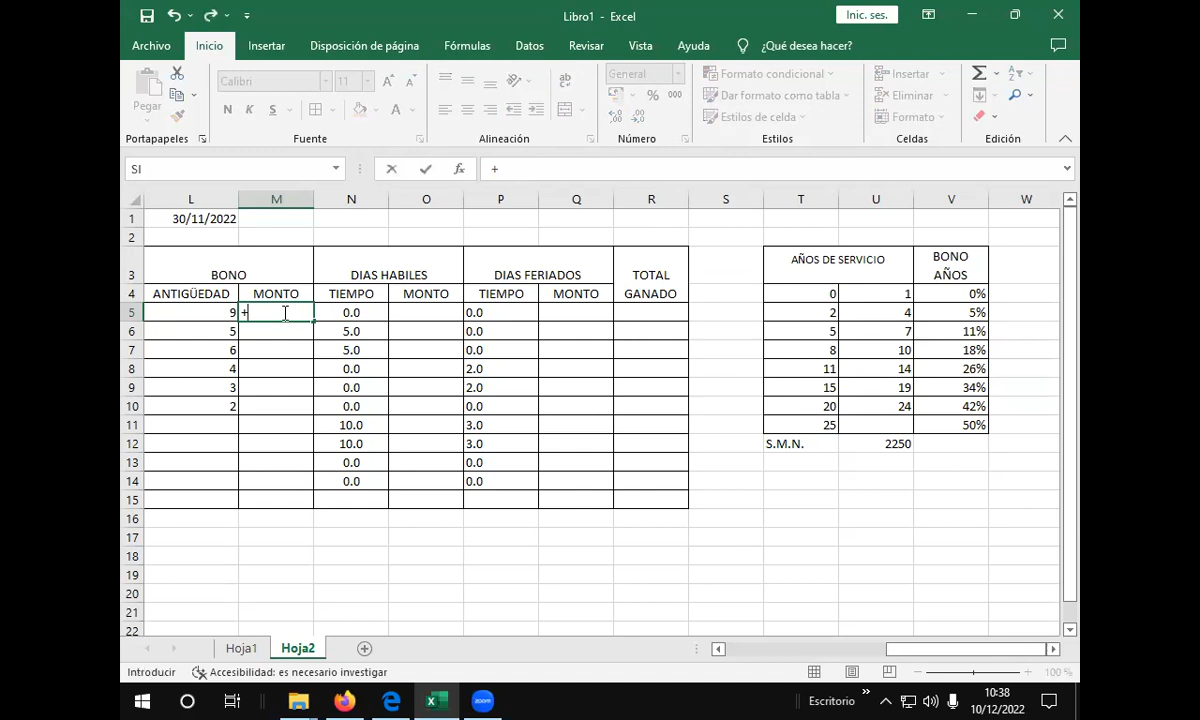 Libro1 - Excel
Inic. ses.
Archivo Inicio Insertar Disposición de página Fórmulas Datos Revisar Vista Ayuda ¿Qué desea hacer?
Pegar
Calibri 11
N K S
General
% 000
Formato condicional
Dar formato como tabla
Estilos de celda
Insertar
Eliminar
Formato
Portapapeles Fuente Alineación Número Estilos Celdas Edición
SI
fx +
L M N O P Q R S T U V W
1 30/11/2022
2
3 BONO DIAS HABILES DIAS FERIADOS TOTAL AÑOS DE SERVICIO BONO AÑOS
4 ANTIGÜEDAD MONTO TIEMPO MONTO TIEMPO MONTO GANADO 0 1 0%
5 9 + 0.0 0.0 2 4 5%
6 5 5.0 0.0 5 7 11%
7 6 5.0 0.0 8 10 18%
8 4 0.0 2.0 11 14 26%
9 3 0.0 2.0 15 19 34%
10 2 0.0 0.0 20 24 42%
11 10.0 3.0 25 50%
12 10.0 3.0 S.M.N. 2250
13 0.0 0.0
14 0.0 0.0
15
16
17
18
19
20
21
22
Hoja1 Hoja2
Introducir Accesibilidad: es necesario investigar 100 %
zoom Escritorio 10:38
10/12/2022